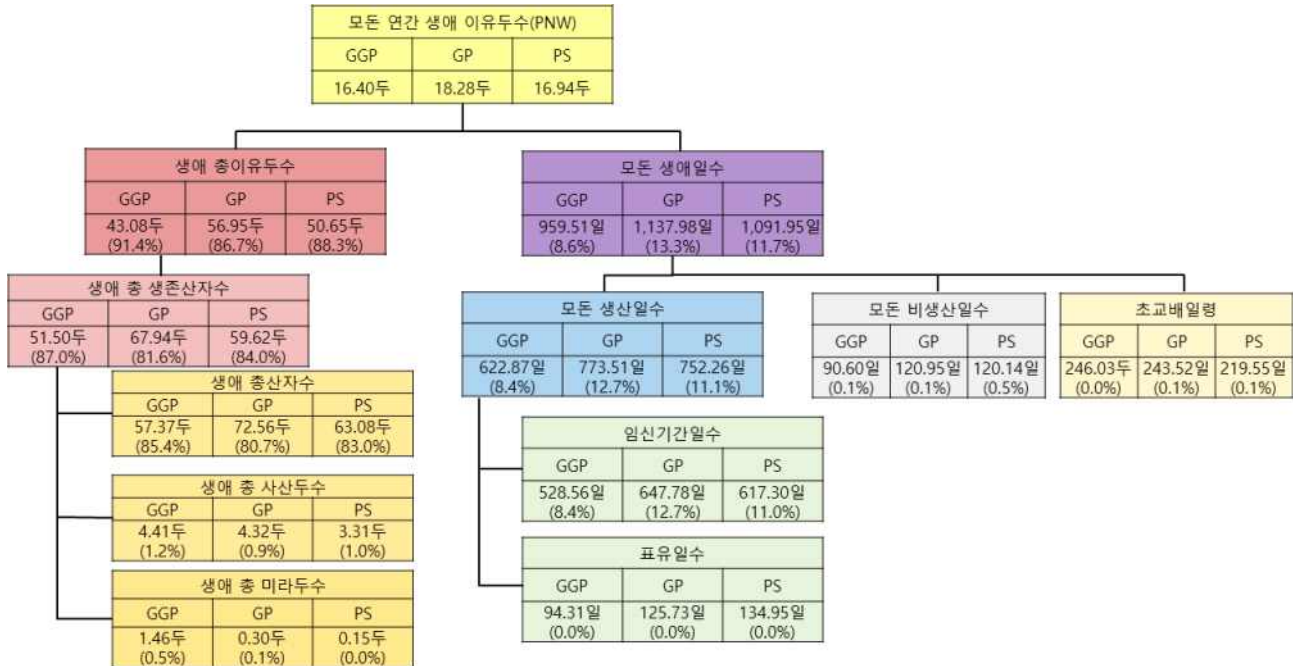 모돈 연간 생애 이유두수(PNW)
GGP GP PS
16.40두 18.28두 16.94두
생애 총이유두수
GGP GP PS
43.08두 56.95두 50.65두
(91.4%) (86.7%) (88.3%)
모돈 생애일수
GGP GP PS
959.51일 1,137.98일 1,091.95일
(8.6%) (13.3%) (11.7%)
생애 총 생존산자수
GGP GP PS
51.50두 67.94두 59.62두
(87.0%) (81.6%) (84.0%)
모돈 생산일수
GGP GP PS
622.87일 773.51일 752.26일
(8.4%) (12.7%) (11.1%)
모돈 비생산일수
GGP GP PS
90.60일 120.95일 120.14일
(0.1%) (0.1%) (0.5%)
초교배일령
GGP GP PS
246.03두 243.52일 219.55일
(0.0%) (0.1%) (0.1%)
생애 총산자수
GGP GP PS
57.37두 72.56두 63.08두
(85.4%) (80.7%) (83.0%)
생애 총 사산두수
GGP GP PS
4.41두 4.32두 3.31두
(1.2%) (0.9%) (1.0%)
생애 총 미라두수
GGP GP PS
1.46두 0.30두 0.15두
(0.5%) (0.1%) (0.0%)
임신기간일수
GGP GP PS
528.56일 647.78일 617.30일
(8.4%) (12.7%) (11.0%)
표유일수
GGP GP PS
94.31일 125.73일 134.95일
(0.0%) (0.0%) (0.0%)